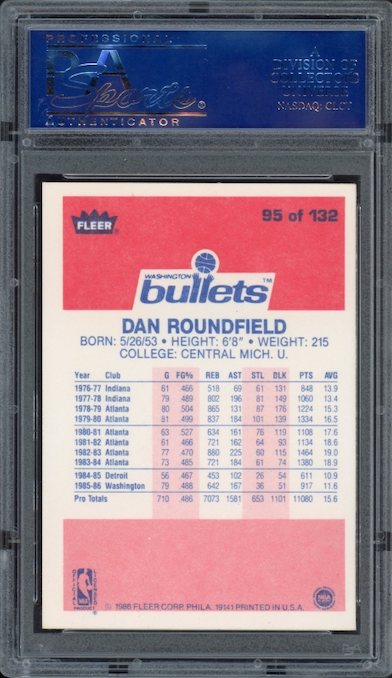 PROFESSIONAL
PSA
Sports®
AUTHENTICATOR
A
DIVISION OF
COLLECTORS
UNIVERSE
NASDAQ: CLCT
FLEER
95 of 132
WASHINGTON
bullets™
DAN ROUNDFIELD
BORN: 5/26/53 • HEIGHT: 6'8" • WEIGHT: 215
COLLEGE: CENTRAL MICH. U.
Year Club G FG% REB AST STL BLK PTS AVG
1976-77 Indiana 61 .466 518 69 61 131 848 13.9
1977-78 Indiana 79 .489 802 196 81 149 1060 13.4
1978-79 Atlanta 80 .504 865 131 87 176 1224 15.3
1979-80 Atlanta 81 .499 837 184 101 139 1334 16.5
1980-81 Atlanta 63 .527 634 161 76 119 1108 17.6
1981-82 Atlanta 61 .466 721 162 64 93 1134 18.6
1982-83 Atlanta 77 .470 880 225 60 115 1464 19.0
1983-84 Atlanta 73 .485 721 184 61 74 1380 18.9
1984-85 Detroit 56 .467 453 102 26 54 611 10.9
1985-86 Washington 79 .488 642 167 36 51 917 11.6
Pro Totals 710 .486 7073 1581 653 1101 11080 15.6
OFFICIAL
NBA
PRODUCT
© 1986 FLEER CORP. PHILA. 19141 PRINTED IN U.S.A.